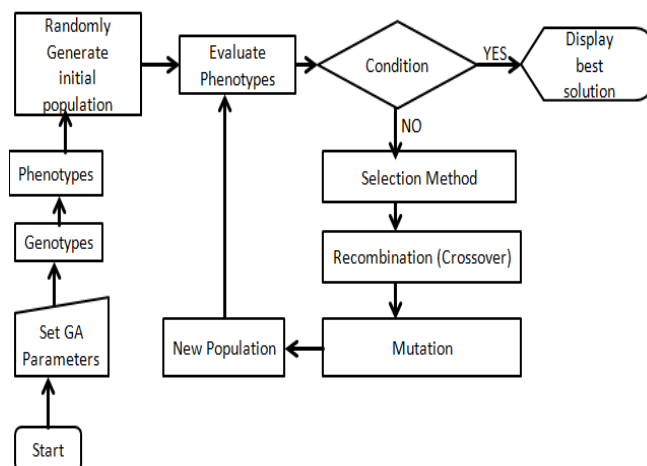 Randomly
Generate
initial
population
Evaluate
Phenotypes
Condition
YES
Display
best
solution
NO
Phenotypes
Selection Method
Genotypes
Recombination (Crossover)
Set GA
Parameters
New Population
Mutation
Start